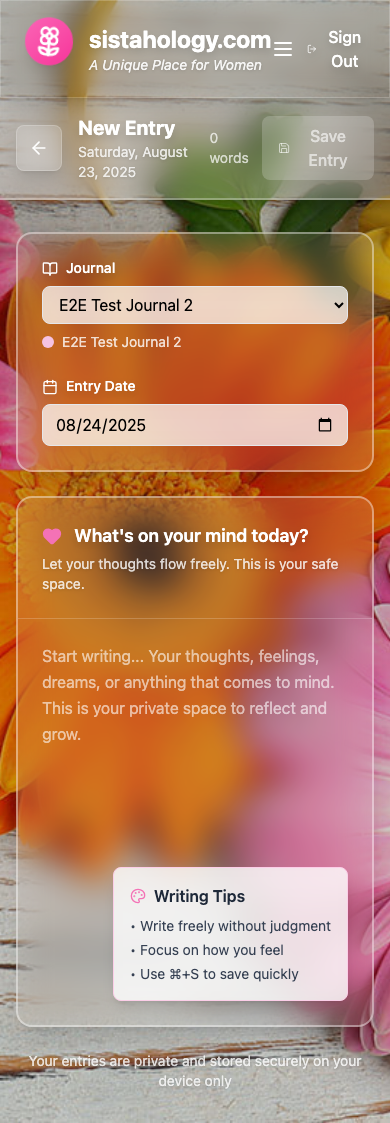 sistahology.com
A Unique Place for Women
Sign
Out
New Entry
Saturday, August
23, 2025
0
words
Save
Entry
Journal
E2E Test Journal 2
E2E Test Journal 2
Entry Date
08/24/2025
What's on your mind today?
Let your thoughts flow freely. This is your safe
space.
Start writing... Your thoughts, feelings,
dreams, or anything that comes to mind.
This is your private space to reflect and
grow.
Writing Tips
• Write freely without judgment
• Focus on how you feel
• Use ⌘+S to save quickly
Your entries are private and stored securely on your
device only